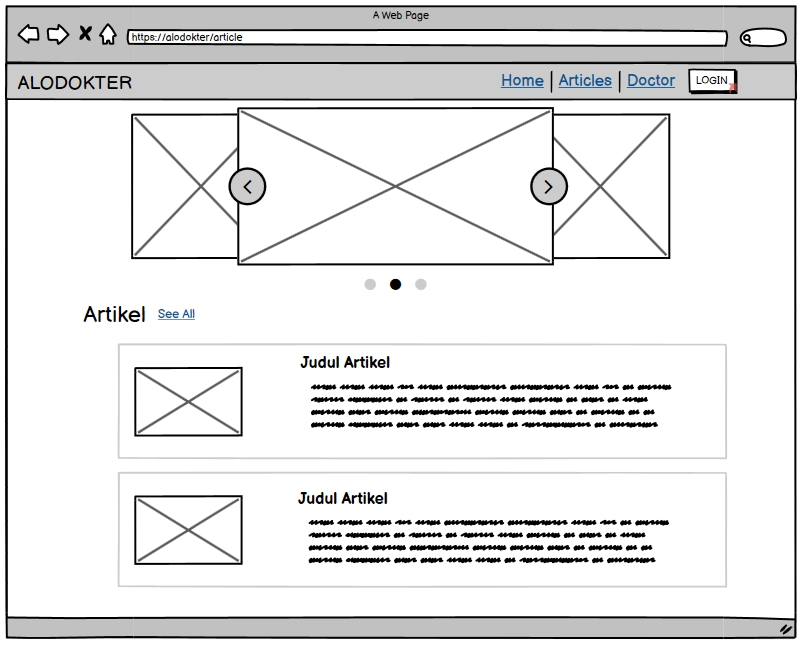 A Web Page
https://alodokter/article
ALODOKTER
Home | Articles | Doctor
LOGIN
Artikel See All
Judul Artikel
Judul Artikel